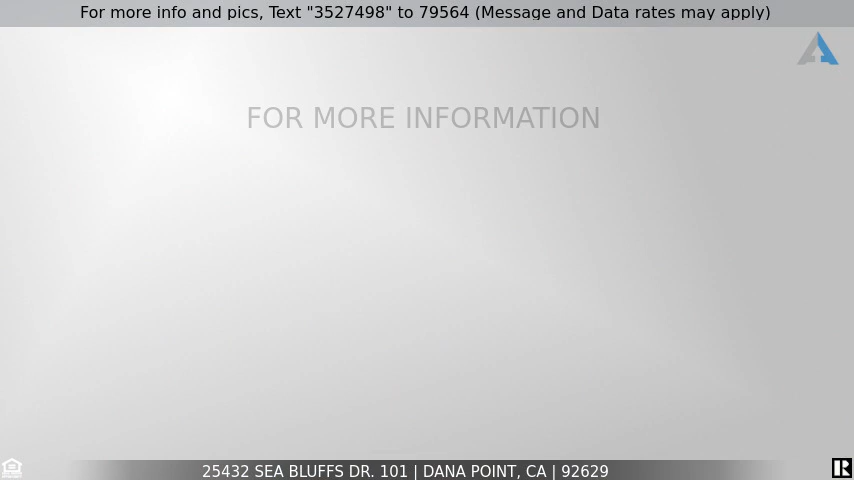 For more info and pics, Text "3527498" to 79564 (Message and Data rates may apply)
FOR MORE INFORMATION
25432 SEA BLUFFS DR. 101 | DANA POINT, CA | 92629